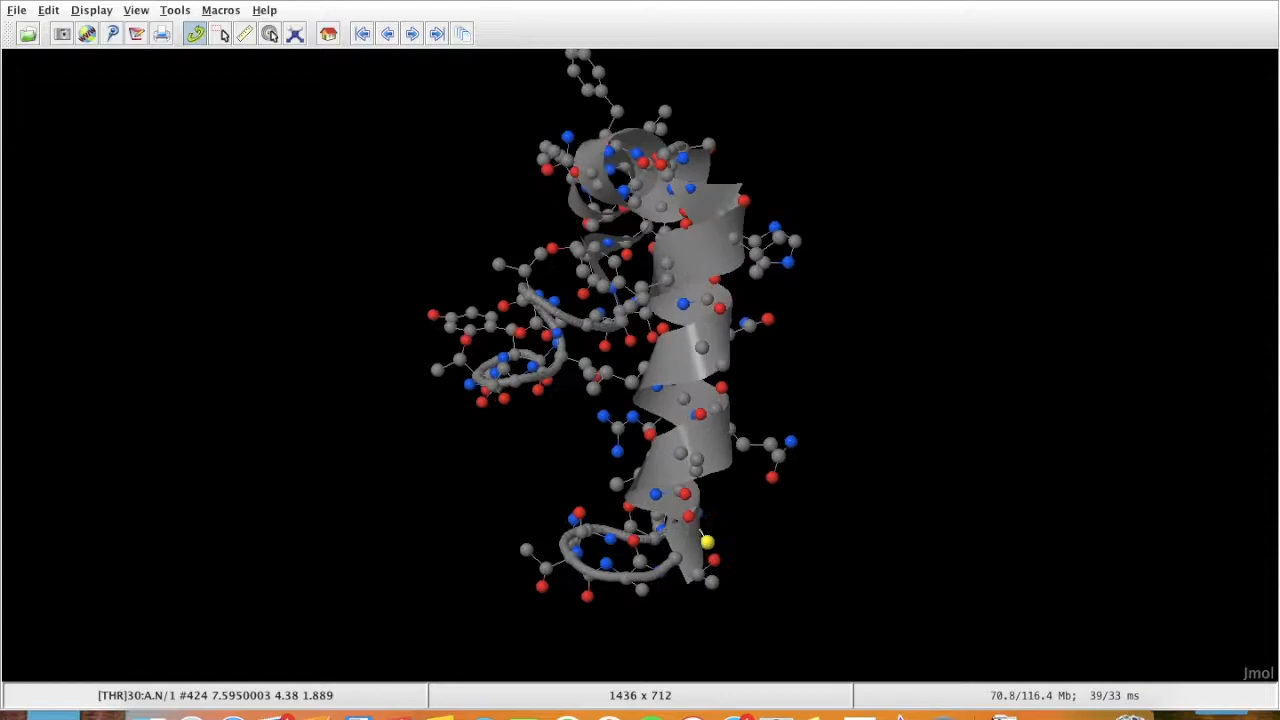 File Edit Display View Tools Macros Help
Jmol
[THR]30:A.N/1 #424 7.5950003 4.38 1.889
1436 x 712
70.8/116.4 Mb; 39/33 ms